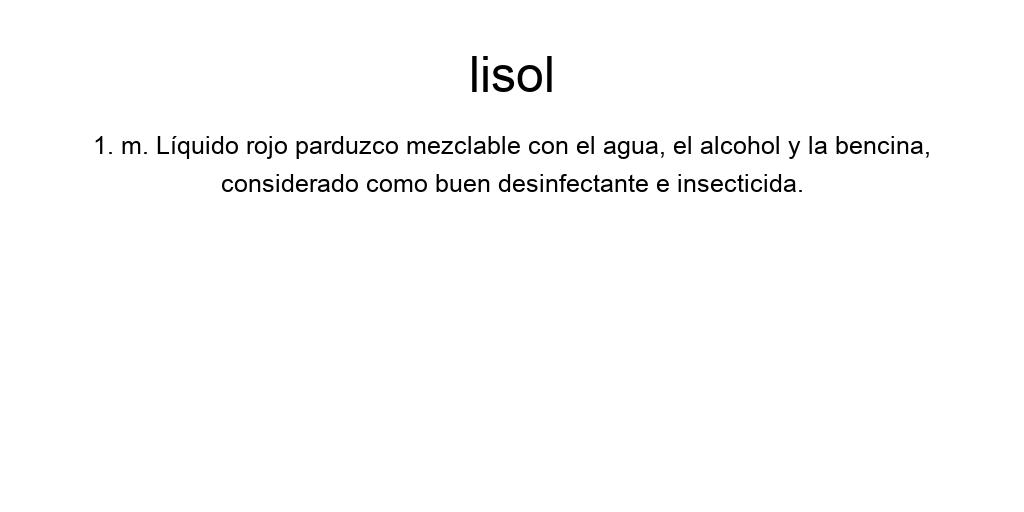 lisol
1. m. Líquido rojo parduzco mezclable con el agua, el alcohol y la bencina,
considerado como buen desinfectante e insecticida.